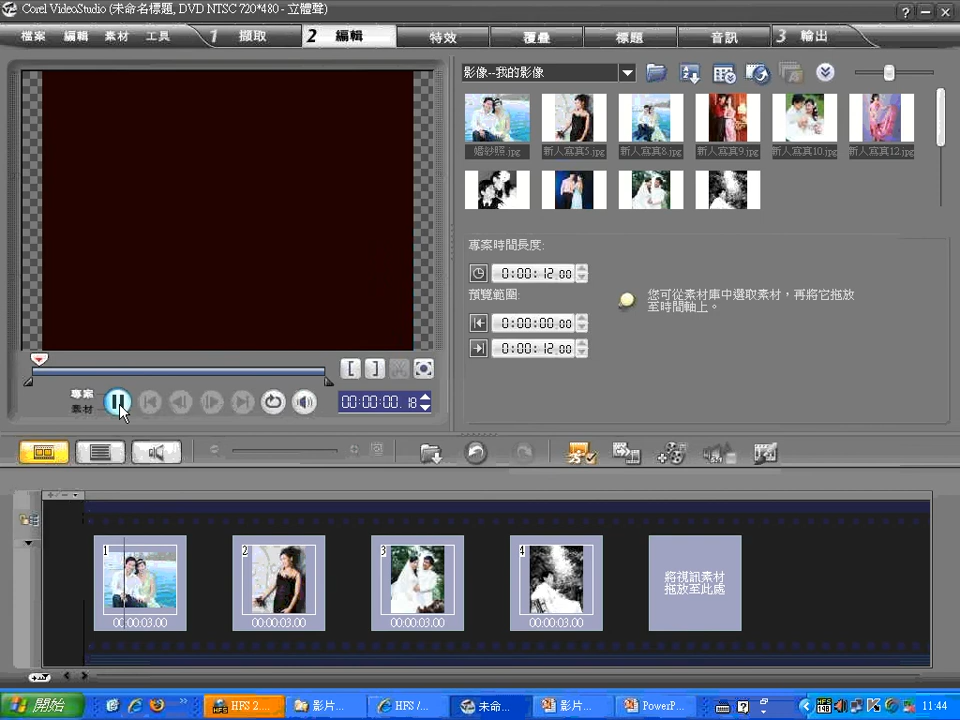 Corel VideoStudio (未命名標題, DVD NTSC 720*480 - 立體聲)
檔案 編輯 素材 工具 1 擷取 2 編輯 特效 覆疊 標題 音訊 3 輸出
影像--我的影像
婚紗照.jpg 新人寫真5.jpg 新人寫真8.jpg 新人寫真9.jpg 新人寫真10.jpg 新人寫真12.jpg
專案時間長度:
0:00:12.00
預覽範圍:
0:00:00.00
0:00:12.00
您可從素材庫中選取素材，再將它拖放
至時間軸上。
專案
素材
00:00:00.18
1 2 3 4
將視訊素材
拖放至此處
00:00:03.00 00:00:03.00 00:00:03.00 00:00:03.00
開始 HFS 2... 影片... HFS /... 未命... 影片... PowerP... 11:44